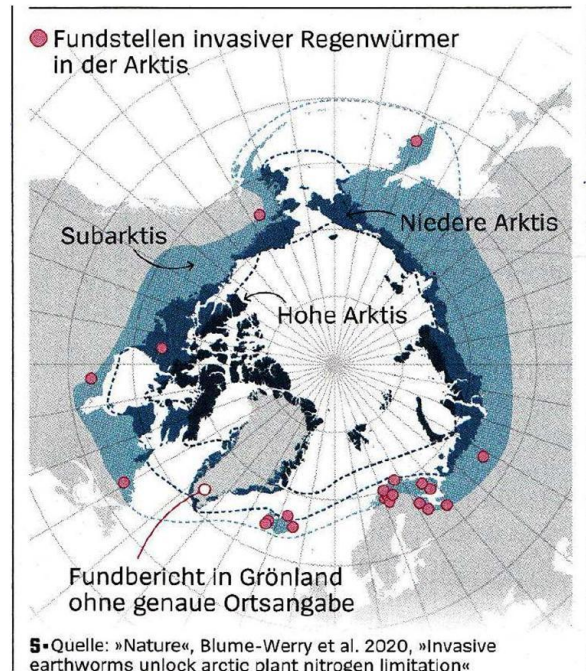 Fundstellen invasiver Regenwürmer
in der Arktis
Subarktis
Niedere Arktis
Hohe Arktis
Fundbericht in Grönland
ohne genaue Ortsangabe
S▪Quelle: »Nature«, Blume-Werry et al. 2020, »Invasive
earthworms unlock arctic plant nitrogen limitation«